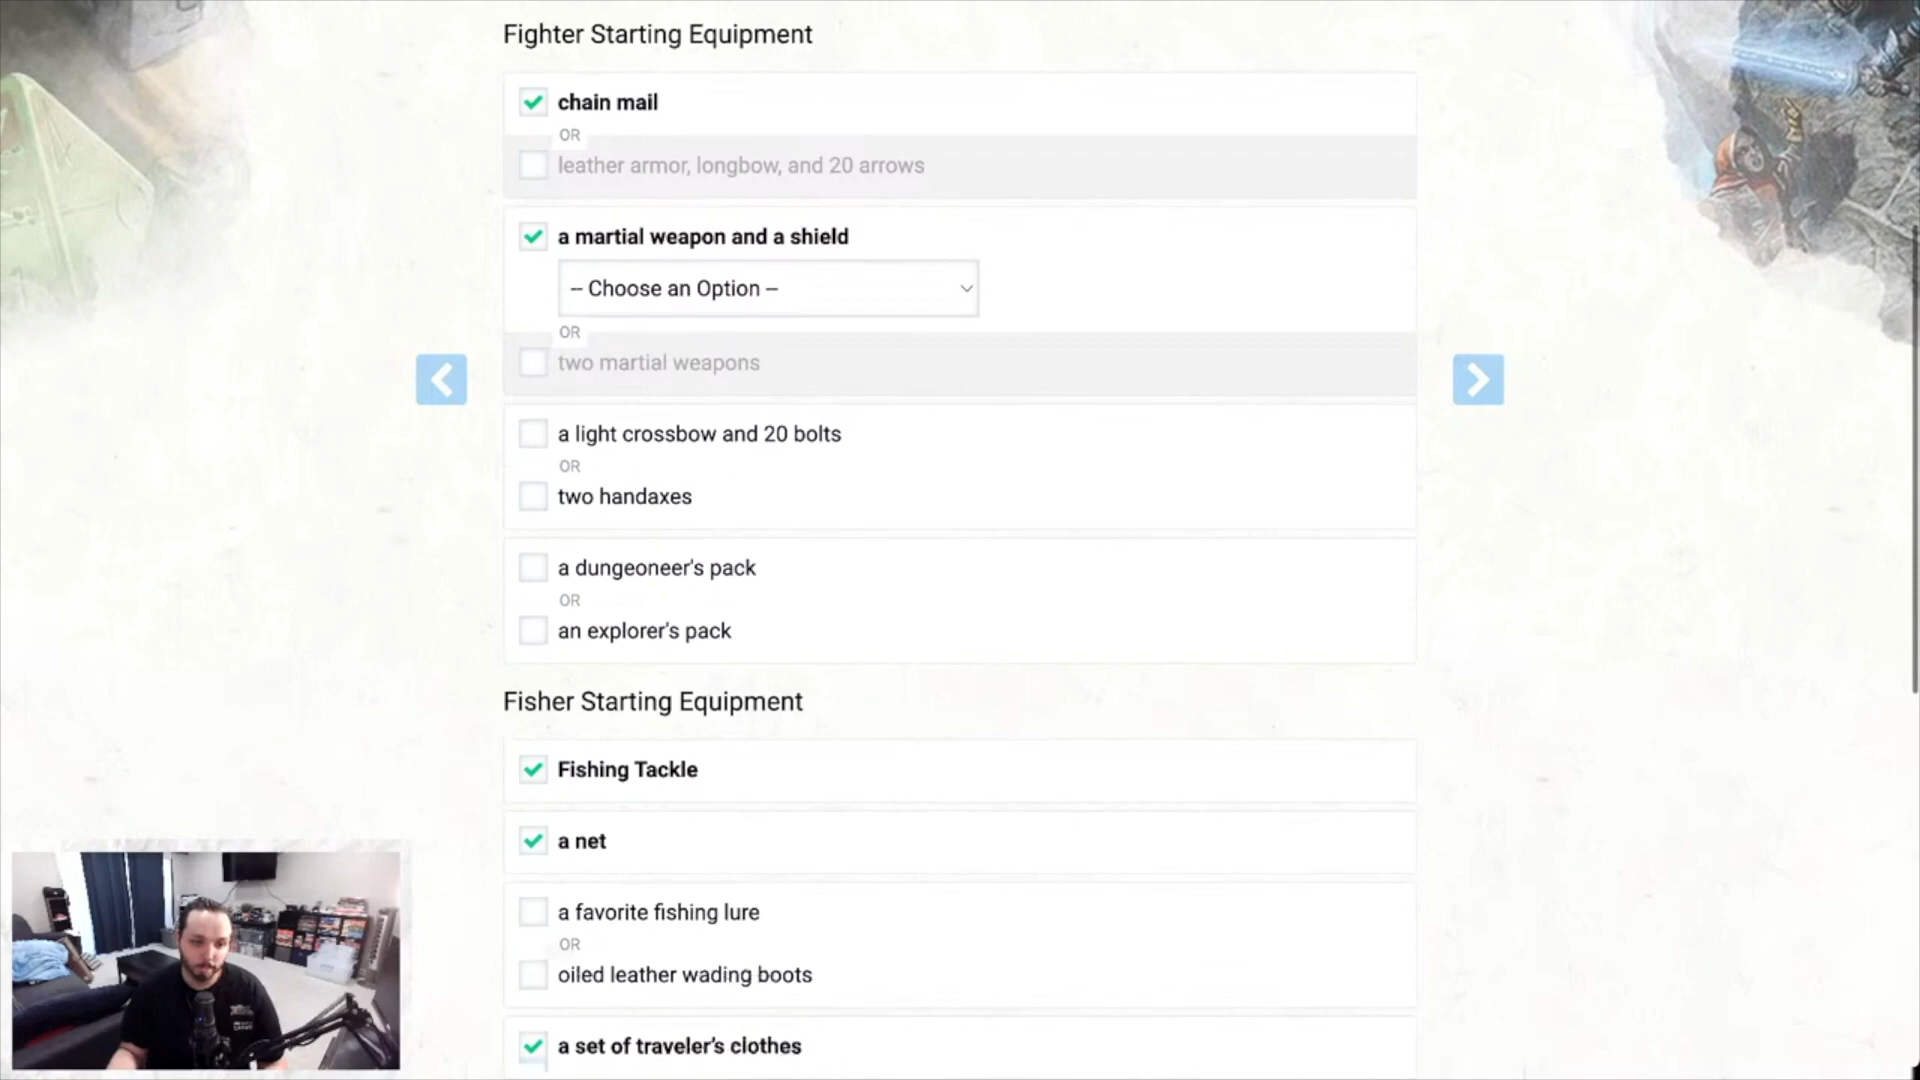 Fighter Starting Equipment
chain mail
OR
leather armor, longbow, and 20 arrows
a martial weapon and a shield
-- Choose an Option --
OR
two martial weapons
a light crossbow and 20 bolts
OR
two handaxes
a dungeoneer's pack
OR
an explorer's pack
Fisher Starting Equipment
Fishing Tackle
a net
a favorite fishing lure
OR
oiled leather wading boots
a set of traveler’s clothes